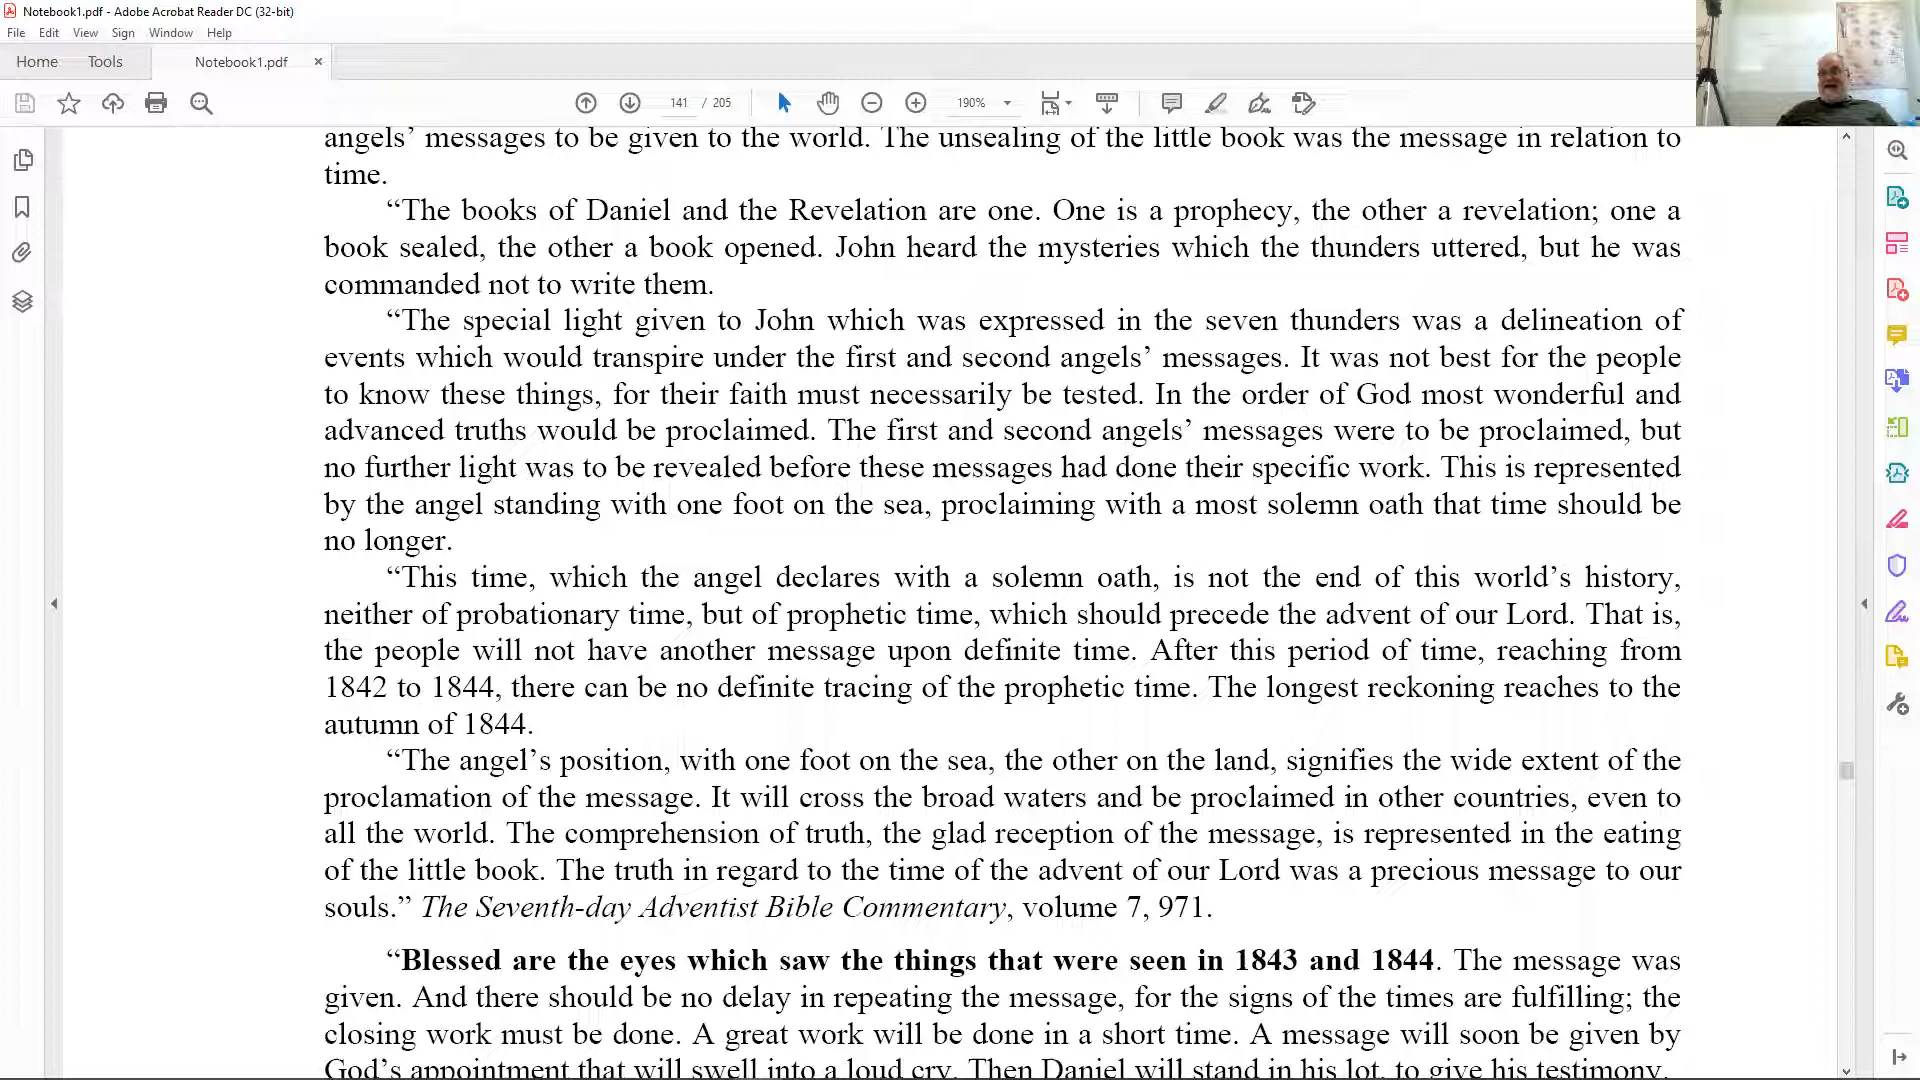 Notebook1.pdf - Adobe Acrobat Reader DC (32-bit)
File Edit View Sign Window Help
Home Tools Notebook1.pdf ×
141 / 205 190%
angels’ messages to be given to the world. The unsealing of the little book was the message in relation to
time.
“The books of Daniel and the Revelation are one. One is a prophecy, the other a revelation; one a
book sealed, the other a book opened. John heard the mysteries which the thunders uttered, but he was
commanded not to write them.
“The special light given to John which was expressed in the seven thunders was a delineation of
events which would transpire under the first and second angels’ messages. It was not best for the people
to know these things, for their faith must necessarily be tested. In the order of God most wonderful and
advanced truths would be proclaimed. The first and second angels’ messages were to be proclaimed, but
no further light was to be revealed before these messages had done their specific work. This is represented
by the angel standing with one foot on the sea, proclaiming with a most solemn oath that time should be
no longer.
“This time, which the angel declares with a solemn oath, is not the end of this world’s history,
neither of probationary time, but of prophetic time, which should precede the advent of our Lord. That is,
the people will not have another message upon definite time. After this period of time, reaching from
1842 to 1844, there can be no definite tracing of the prophetic time. The longest reckoning reaches to the
autumn of 1844.
“The angel’s position, with one foot on the sea, the other on the land, signifies the wide extent of the
proclamation of the message. It will cross the broad waters and be proclaimed in other countries, even to
all the world. The comprehension of truth, the glad reception of the message, is represented in the eating
of the little book. The truth in regard to the time of the advent of our Lord was a precious message to our
souls.” The Seventh-day Adventist Bible Commentary, volume 7, 971.
“Blessed are the eyes which saw the things that were seen in 1843 and 1844. The message was
given. And there should be no delay in repeating the message, for the signs of the times are fulfilling; the
closing work must be done. A great work will be done in a short time. A message will soon be given by
God’s appointment that will swell into a loud cry. Then Daniel will stand in his lot, to give his testimony.